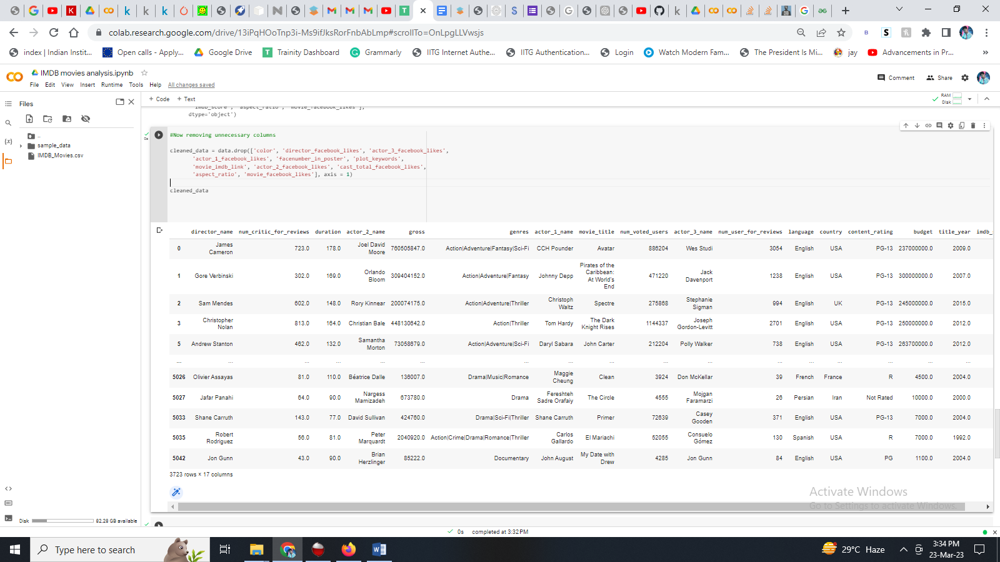 colab.research.google.com/drive/13iPqHOoTnp3i-Ms9ifJksRorFnbAbLmp#scrollTo=OnLpgLLVwsjs
index | Indian Instit... Open calls - Apply... Google Drive Trainity Dashboard Grammarly IITG Internet Authe... IITG Authentication... Login Watch Modern Fam... The President Is Mi... jay Advancements in Pr... »
IMDB movies analysis.ipynb
Comment Share
File Edit View Insert Runtime Tools Help All changes saved
Files
+ Code + Text
RAM
Disk
..
sample_data
IMDB_Movies.csv
'imdb_score', 'aspect_ratio', 'movie_facebook_likes'],
dtype='object')
0s
#Now removing unnecessary columns
cleaned_data = data.drop(['color', 'director_facebook_likes', 'actor_3_facebook_likes',
'actor_1_facebook_likes', 'facenumber_in_poster', 'plot_keywords',
'movie_imdb_link', 'actor_2_facebook_likes', 'cast_total_facebook_likes',
'aspect_ratio', 'movie_facebook_likes'], axis = 1)
cleaned_data
director_name num_critic_for_reviews duration actor_2_name gross genres actor_1_name movie_title num_voted_users actor_3_name num_user_for_reviews language country content_rating budget title_year imdb_
0 James Cameron 723.0 178.0 Joel David Moore 760505847.0 Action|Adventure|Fantasy|Sci-Fi CCH Pounder Avatar 886204 Wes Studi 3054 English USA PG-13 237000000.0 2009.0
1 Gore Verbinski 302.0 169.0 Orlando Bloom 309404152.0 Action|Adventure|Fantasy Johnny Depp Pirates of the Caribbean: At World's End 471220 Jack Davenport 1238 English USA PG-13 300000000.0 2007.0
2 Sam Mendes 602.0 148.0 Rory Kinnear 200074175.0 Action|Adventure|Thriller Christoph Waltz Spectre 275868 Stephanie Sigman 994 English UK PG-13 245000000.0 2015.0
3 Christopher Nolan 813.0 164.0 Christian Bale 448130642.0 Action|Thriller Tom Hardy The Dark Knight Rises 1144337 Joseph Gordon-Levitt 2701 English USA PG-13 250000000.0 2012.0
5 Andrew Stanton 462.0 132.0 Samantha Morton 73058679.0 Action|Adventure|Sci-Fi Daryl Sabara John Carter 212204 Polly Walker 738 English USA PG-13 263700000.0 2012.0
... ... ... ... ... ... ... ... ... ... ... ... ... ... ... ... ...
5026 Olivier Assayas 81.0 110.0 Béatrice Dalle 136007.0 Drama|Music|Romance Maggie Cheung Clean 3924 Don McKellar 39 French France R 4500.0 2004.0
5027 Jafar Panahi 64.0 90.0 Nargess Mamizadeh 673780.0 Drama Fereshteh Sadre Orafaiy The Circle 4555 Mojgan Faramarzi 26 Persian Iran Not Rated 10000.0 2000.0
5033 Shane Carruth 143.0 77.0 David Sullivan 424760.0 Drama|Sci-Fi|Thriller Shane Carruth Primer 72639 Casey Gooden 371 English USA PG-13 7000.0 2004.0
5035 Robert Rodriguez 56.0 81.0 Peter Marquardt 2040920.0 Action|Crime|Drama|Romance|Thriller Carlos Gallardo El Mariachi 52055 Consuelo Gómez 130 Spanish USA R 7000.0 1992.0
5042 Jon Gunn 43.0 90.0 Brian Herzlinger 85222.0 Documentary John August My Date with Drew 4285 Jon Gunn 84 English USA PG 1100.0 2004.0
3723 rows × 17 columns
Activate Windows
Go to Settings to activate Windows.
Disk 82.28 GB available
0s completed at 3:32 PM
Type here to search
29°C Haze
3:34 PM
23-Mar-23